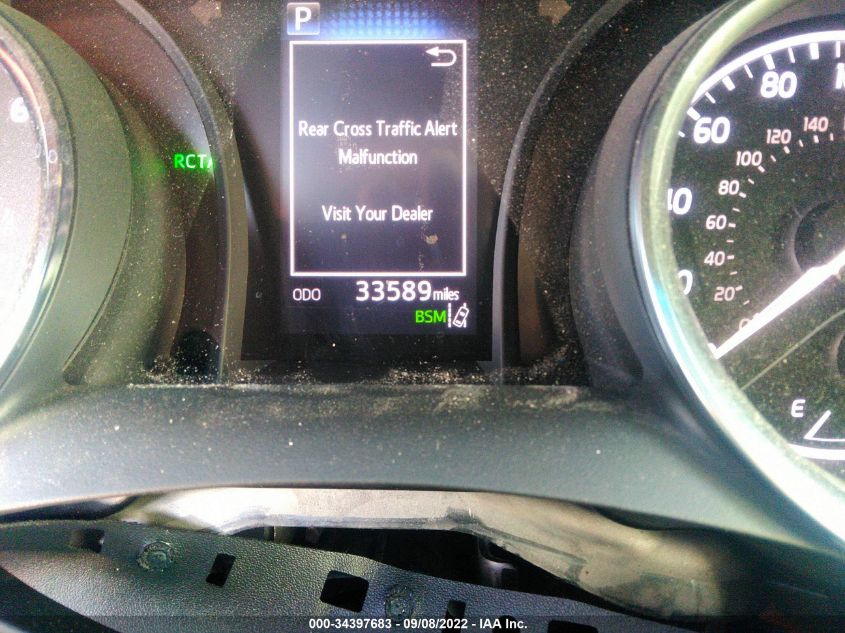 P
6
Rear Cross Traffic Alert
Malfunction
Visit Your Dealer
RCTA
ODO 33589 miles
BSM
80
60
140
120
100
80
60
40
20
E
000-34397683 - 09/08/2022 - IAA Inc.